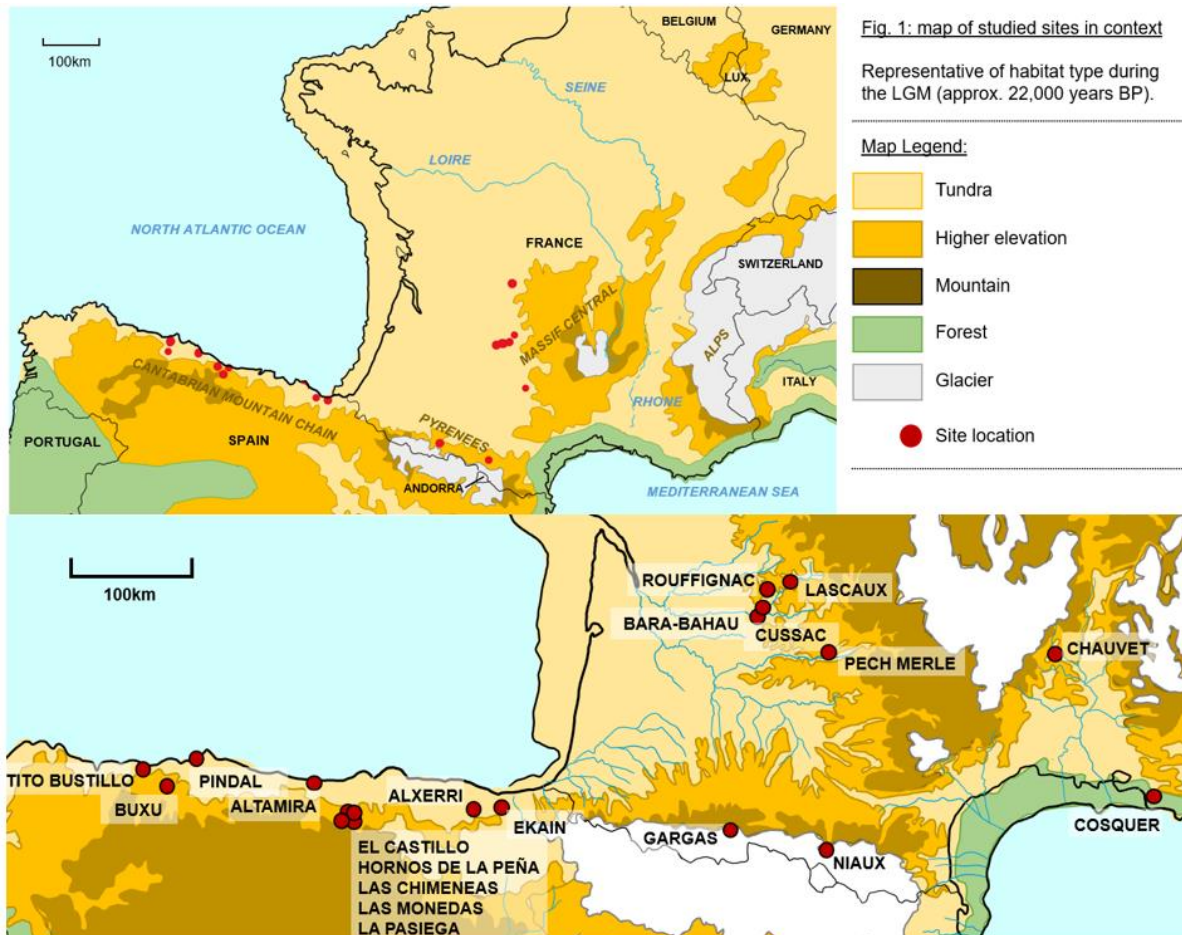 BELGIUM
GERMANY
LUX
100km
SEINE
LOIRE
NORTH ATLANTIC OCEAN
FRANCE
SWITZERLAND
MASSIF CENTRAL
ALPS
ITALY
CANTABRIAN MOUNTAIN CHAIN
RHONE
PORTUGAL
SPAIN
PYRENEES
ANDORRA
MEDITERRANEAN SEA
Fig. 1: map of studied sites in context
Representative of habitat type during
the LGM (approx. 22,000 years BP).
Map Legend:
Tundra
Higher elevation
Mountain
Forest
Glacier
Site location
100km
ROUFFIGNAC
LASCAUX
BARA-BAHAU
CUSSAC
PECH MERLE
CHAUVET
TITO BUSTILLO
PINDAL
BUXU
ALTAMIRA
ALXERRI
EKAIN
GARGAS
NIAUX
COSQUER
EL CASTILLO
HORNOS DE LA PEÑA
LAS CHIMENEAS
LAS MONEDAS
LA PASIEGA